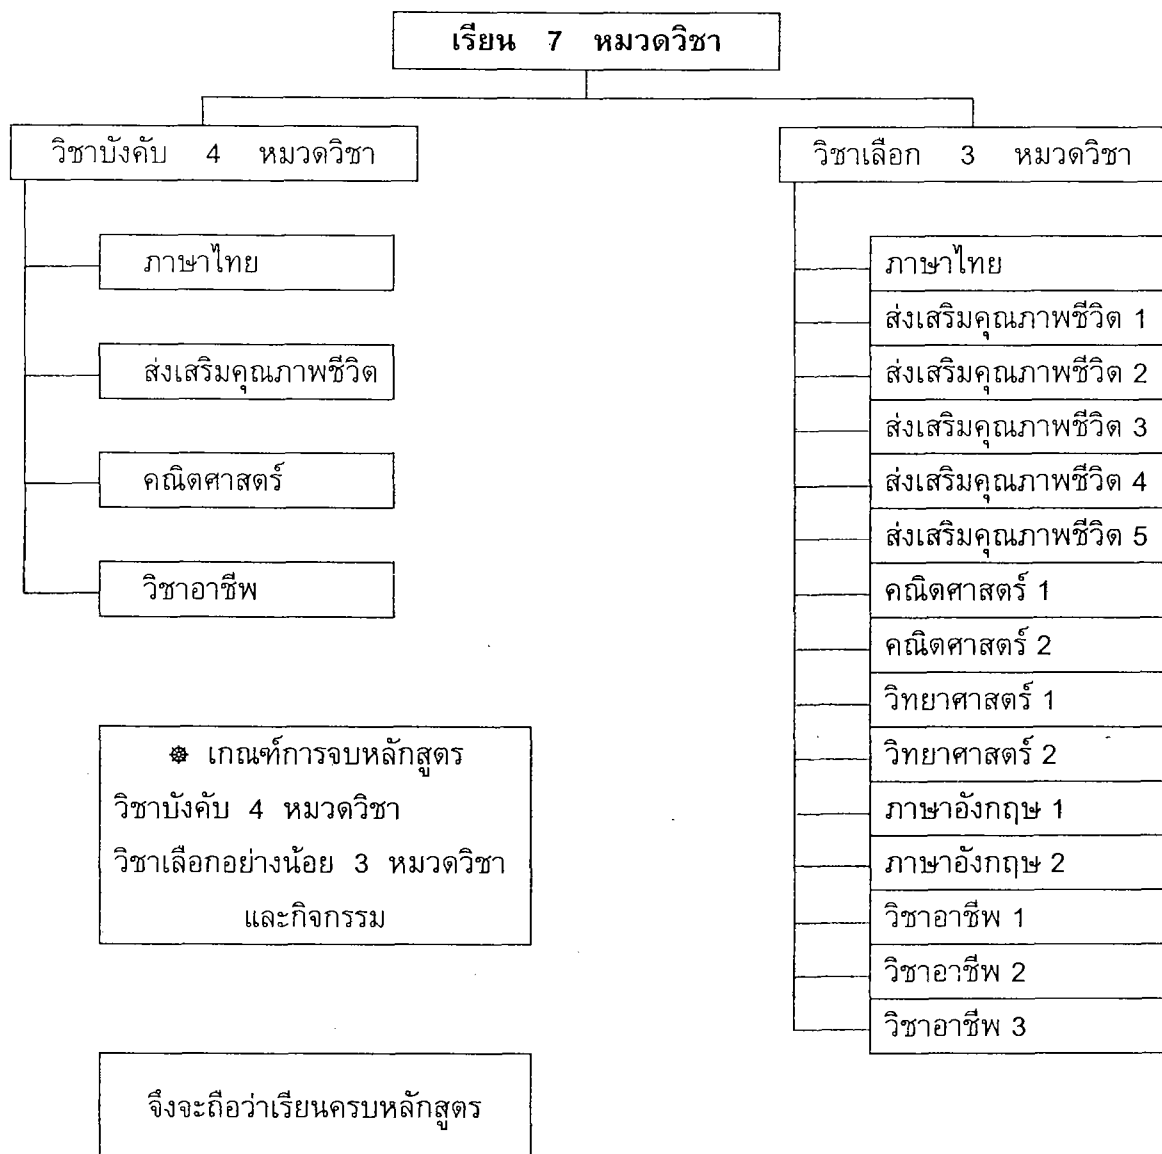 เรียน 7 หมวดวิชา
วิชาบังคับ 4 หมวดวิชา
ภาษาไทย
ส่งเสริมคุณภาพชีวิต
คณิตศาสตร์
วิชาอาชีพ
❁ เกณฑ์การจบหลักสูตร
วิชาบังคับ 4 หมวดวิชา
วิชาเลือกอย่างน้อย 3 หมวดวิชา
และกิจกรรม
จึงจะถือว่าเรียนครบหลักสูตร
วิชาเลือก 3 หมวดวิชา
ภาษาไทย
ส่งเสริมคุณภาพชีวิต 1
ส่งเสริมคุณภาพชีวิต 2
ส่งเสริมคุณภาพชีวิต 3
ส่งเสริมคุณภาพชีวิต 4
ส่งเสริมคุณภาพชีวิต 5
คณิตศาสตร์ 1
คณิตศาสตร์ 2
วิทยาศาสตร์ 1
วิทยาศาสตร์ 2
ภาษาอังกฤษ 1
ภาษาอังกฤษ 2
วิชาอาชีพ 1
วิชาอาชีพ 2
วิชาอาชีพ 3